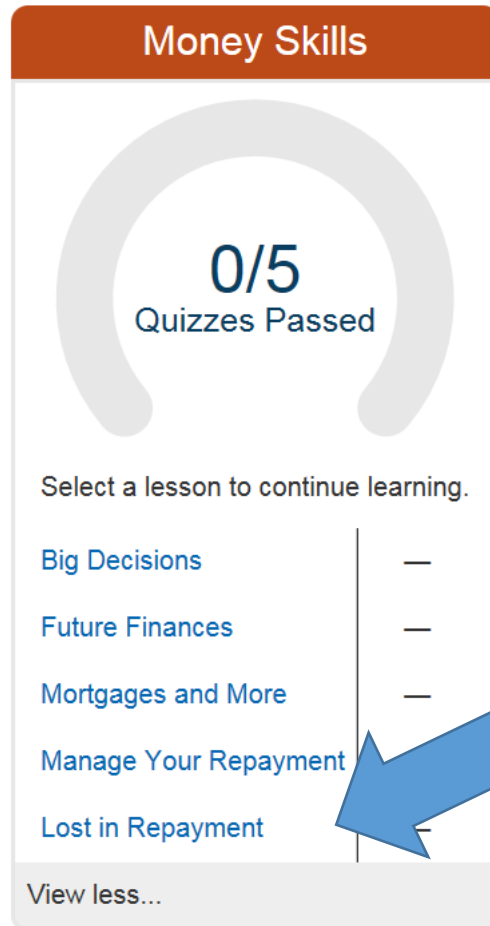 Money Skills
0/5
Quizzes Passed
Select a lesson to continue learning.
Big Decisions —
Future Finances —
Mortgages and More —
Manage Your Repayment
Lost in Repayment —
View less...